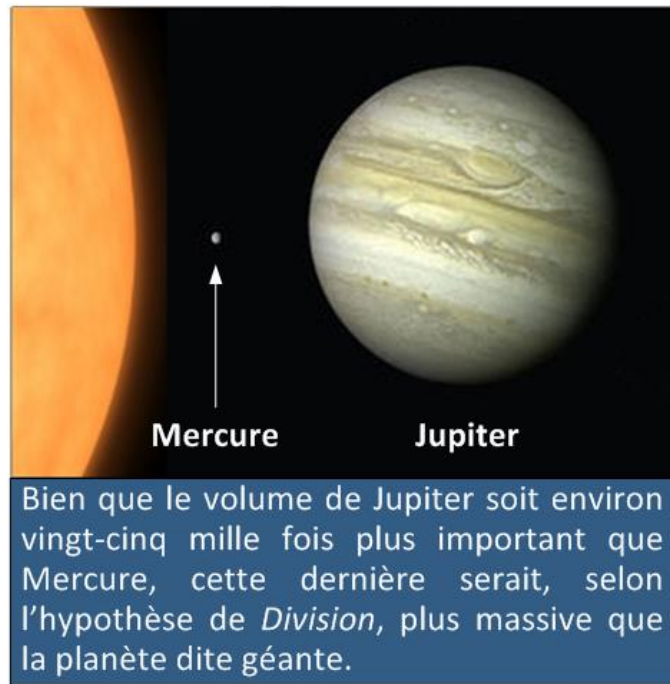 Mercure
Jupiter
Bien que le volume de Jupiter soit environ
vingt-cinq mille fois plus important que
Mercure, cette dernière serait, selon
l’hypothèse de Division, plus massive que
la planète dite géante.